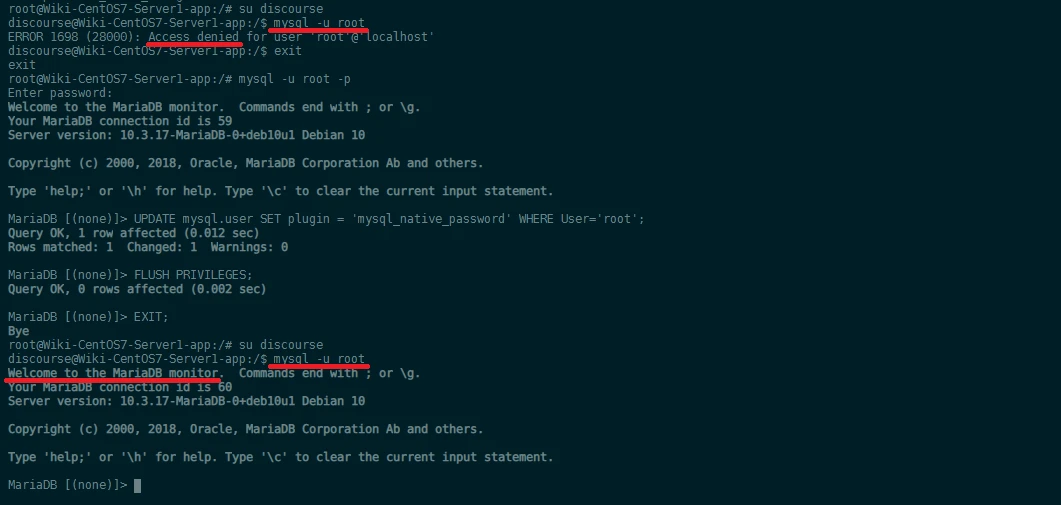 root@Wiki-CentOS7-Server1-app:/# su discourse
discourse@Wiki-CentOS7-Server1-app:/$ mysql -u root
ERROR 1698 (28000): Access denied for user 'root'@'localhost'
discourse@Wiki-CentOS7-Server1-app:/$ exit
exit
root@Wiki-CentOS7-Server1-app:/# mysql -u root -p
Enter password:
Welcome to the MariaDB monitor.  Commands end with ; or \g.
Your MariaDB connection id is 59
Server version: 10.3.17-MariaDB-0+deb10u1 Debian 10
Copyright (c) 2000, 2018, Oracle, MariaDB Corporation Ab and others.
Type 'help;' or '\h' for help. Type '\c' to clear the current input statement.
MariaDB [(none)]> UPDATE mysql.user SET plugin = 'mysql_native_password' WHERE User='root';
Query OK, 1 row affected (0.012 sec)
Rows matched: 1  Changed: 1  Warnings: 0
MariaDB [(none)]> FLUSH PRIVILEGES;
Query OK, 0 rows affected (0.002 sec)
MariaDB [(none)]> EXIT;
Bye
root@Wiki-CentOS7-Server1-app:/# su discourse
discourse@Wiki-CentOS7-Server1-app:/$ mysql -u root
Welcome to the MariaDB monitor.  Commands end with ; or \g.
Your MariaDB connection id is 60
Server version: 10.3.17-MariaDB-0+deb10u1 Debian 10
Copyright (c) 2000, 2018, Oracle, MariaDB Corporation Ab and others.
Type 'help;' or '\h' for help. Type '\c' to clear the current input statement.
MariaDB [(none)]>